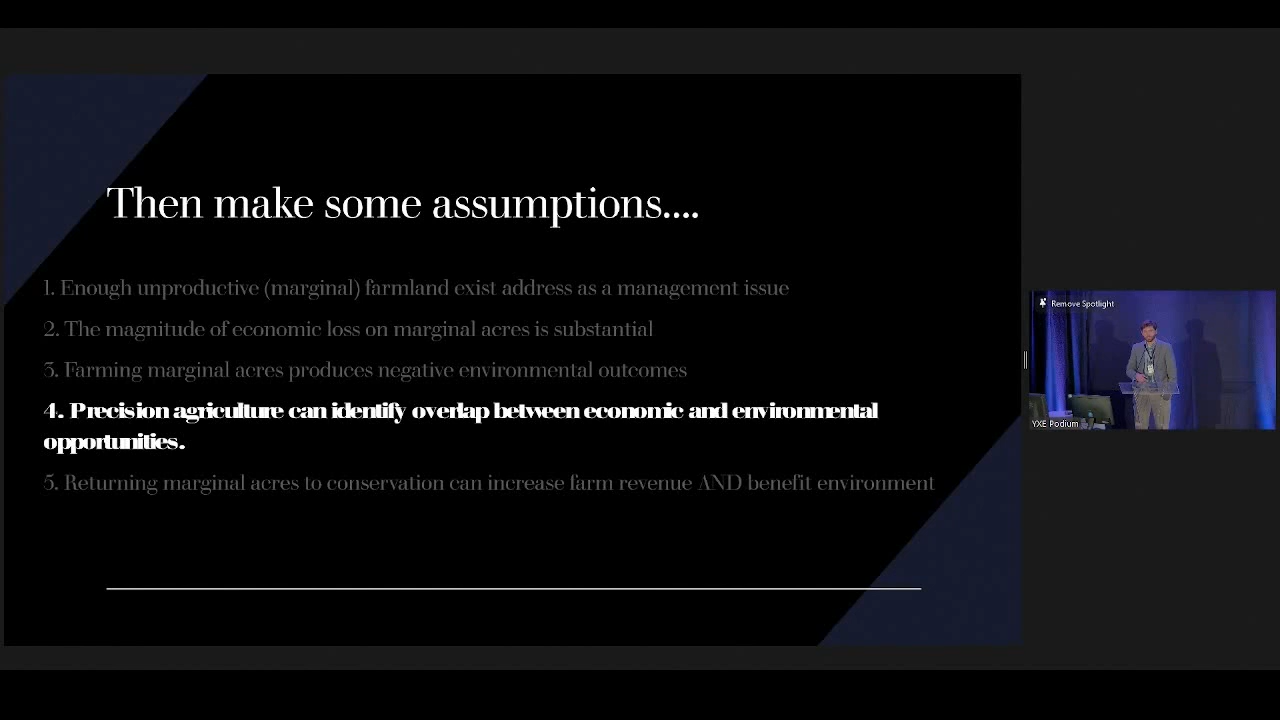 Then make some assumptions....
1. Enough unproductive (marginal) farmland exist address as a management issue
2. The magnitude of economic loss on marginal acres is substantial
3. Farming marginal acres produces negative environmental outcomes
4. Precision agriculture can identify overlap between economic and environmental
opportunities.
5. Returning marginal acres to conservation can increase farm revenue AND benefit environment
Remove Spotlight
YXE Podium